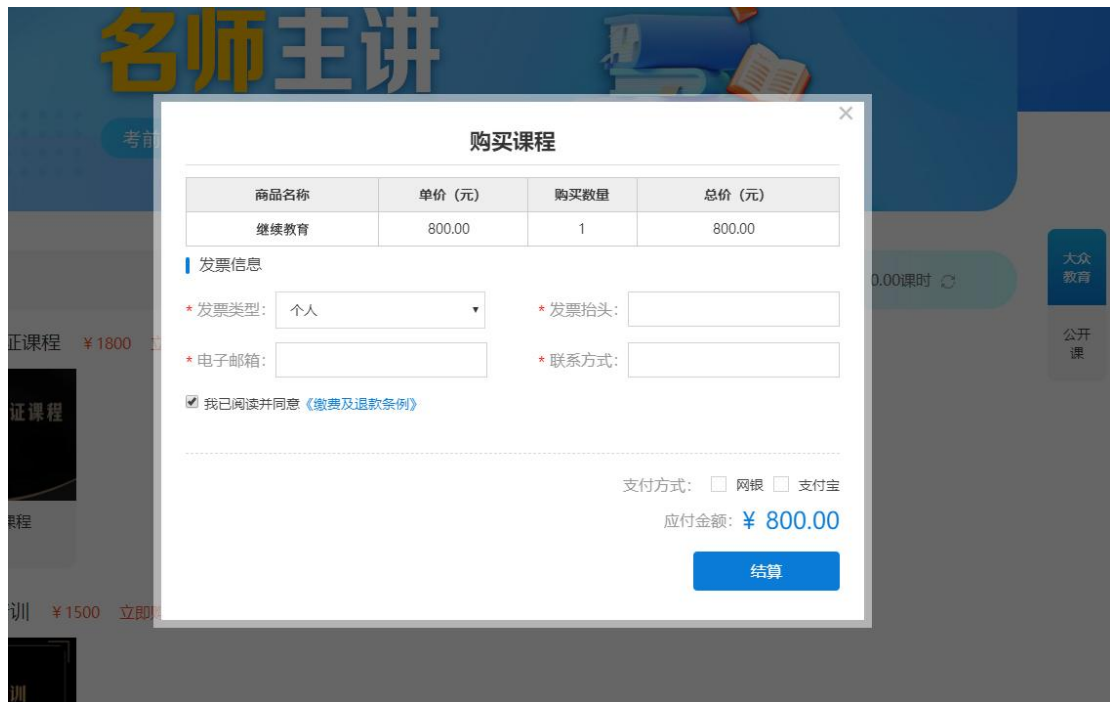 名师主讲
考前
购买课程
商品名称 单价（元） 购买数量 总价（元）
继续教育 800.00 1 800.00
发票信息
* 发票类型： 个人 * 发票抬头：
* 电子邮箱： * 联系方式：
我已阅读并同意《缴费及退款条例》
支付方式： 网银 支付宝
应付金额：¥ 800.00
结算
0.00课时
大众
教育
公开
课
证课程 ¥1800
证课程
课程
训 ¥1500 立即
训